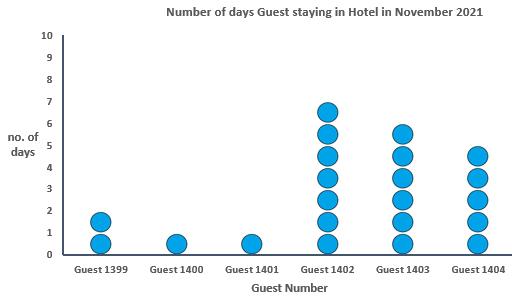 Number of days Guest staying in Hotel in November 2021
10
9
8
7
6
5
4
3
2
1
0
no. of
days
Guest 1399 Guest 1400 Guest 1401 Guest 1402 Guest 1403 Guest 1404
Guest Number